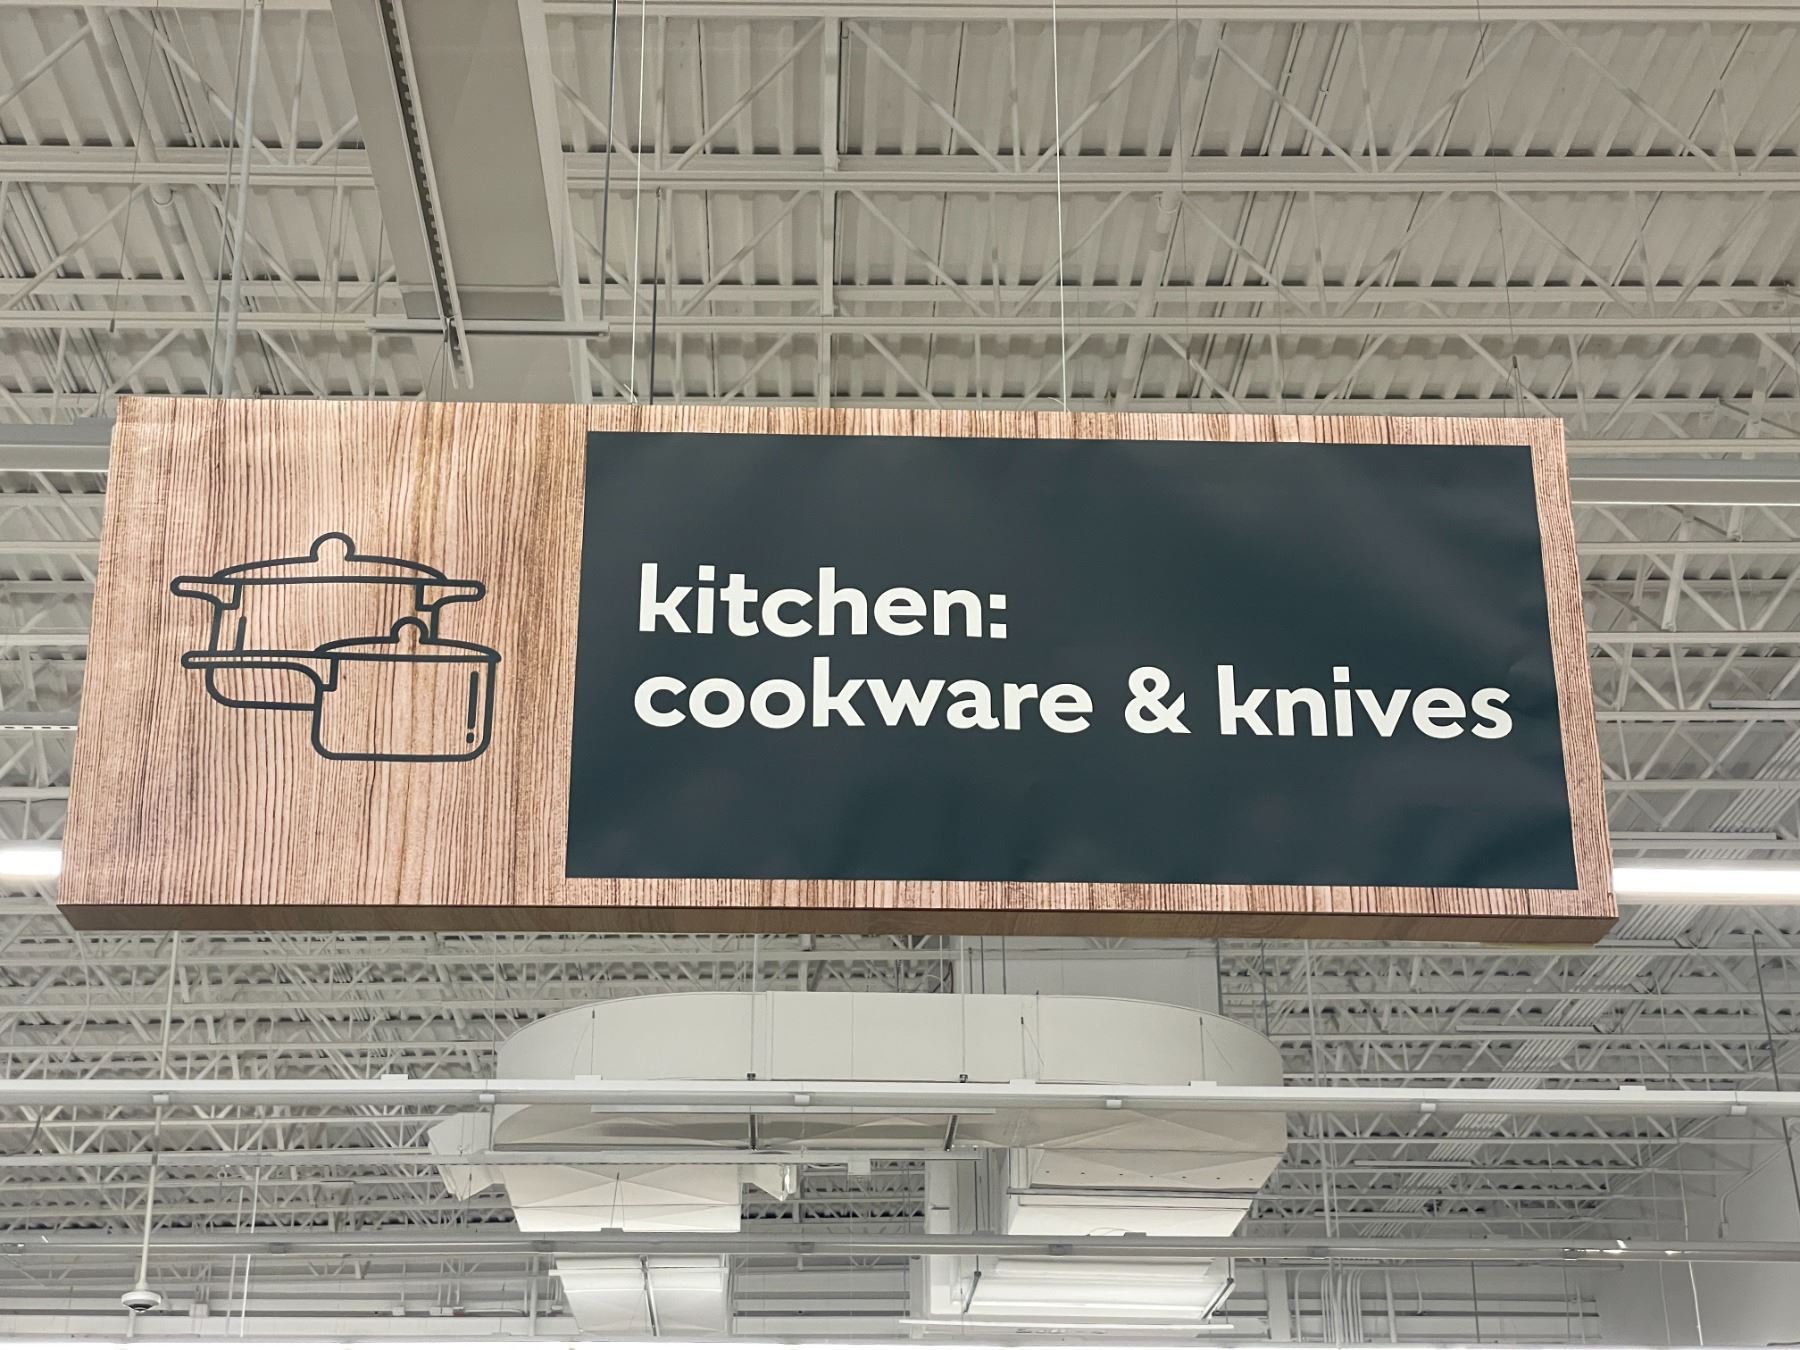 kitchen:
cookware & knives